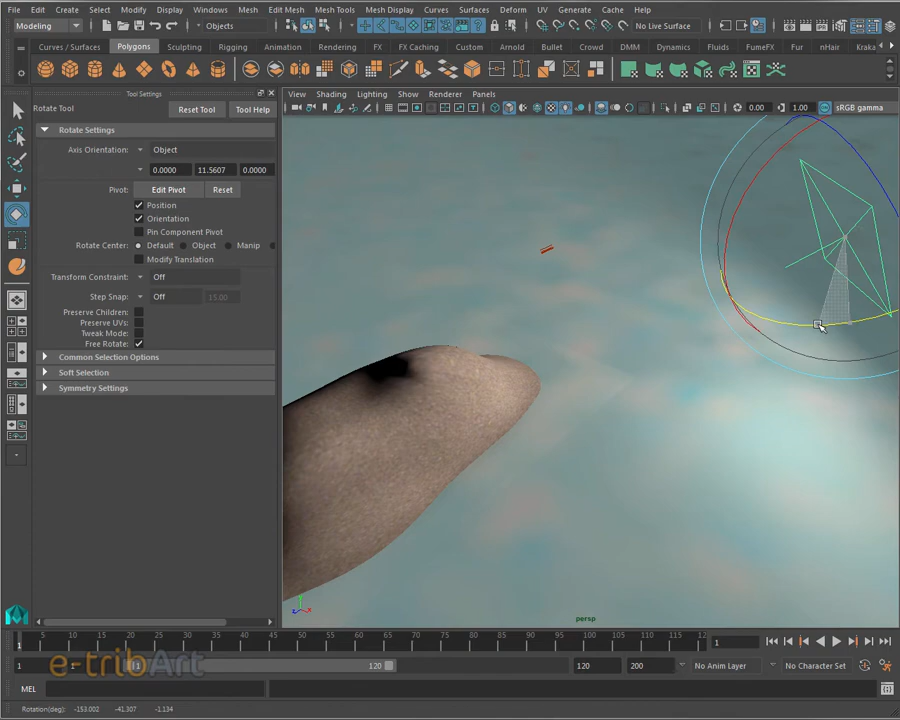 File Edit Create Select Modify Display Windows Mesh Edit Mesh Mesh Tools Mesh Display Curves Surfaces Deform UV Generate Cache Help
Modeling Objects No Live Surface
Curves / Surfaces Polygons Sculpting Rigging Animation Rendering FX FX Caching Custom Arnold Bullet Crowd DMM Dynamics Fluids FumeFX Fur nHair Kraka
Tool Settings View Shading Lighting Show Renderer Panels
Rotate Tool Reset Tool Tool Help 0.00 1.00 sRGB gamma
Rotate Settings
Axis Orientation: Object
0.0000 11.5607 0.0000
Pivot: Edit Pivot Reset
Position
Orientation
Pin Component Pivot
Rotate Center: Default Object Manip
Modify Translation
Transform Constraint: Off
Step Snap: Off 15.00
Preserve Children:
Preserve UVs:
Tweak Mode:
Free Rotate:
Common Selection Options
Soft Selection
Symmetry Settings
persp
5 10 15 20 25 30 35 40 45 50 55 60 65 70 75 80 85 90 95 100 105 110 115 12
1 1
1 1 1 120 120 200 No Anim Layer No Character Set
e-tribArt
MEL
Rotation(deg): -153.002 -41.307 -1.134